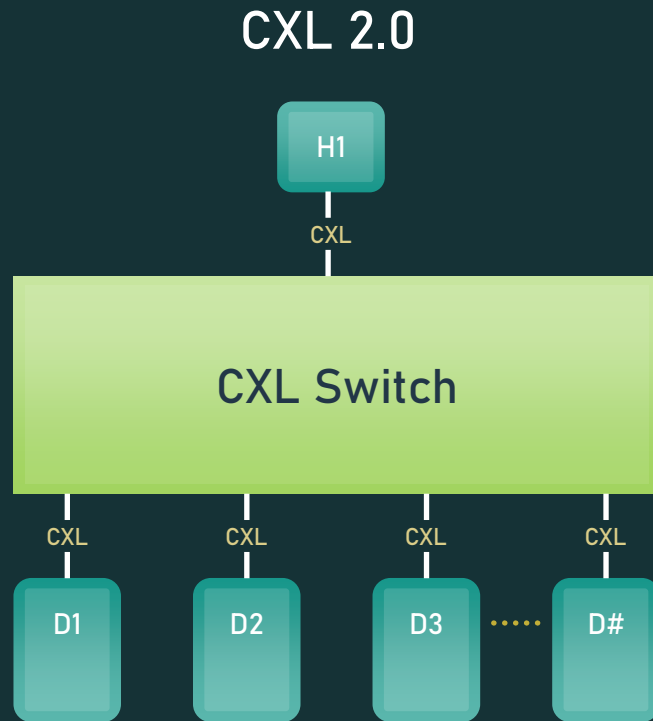 CXL 2.0
H1
CXL
CXL Switch
CXL CXL CXL CXL
D1 D2 D3 ..... D#